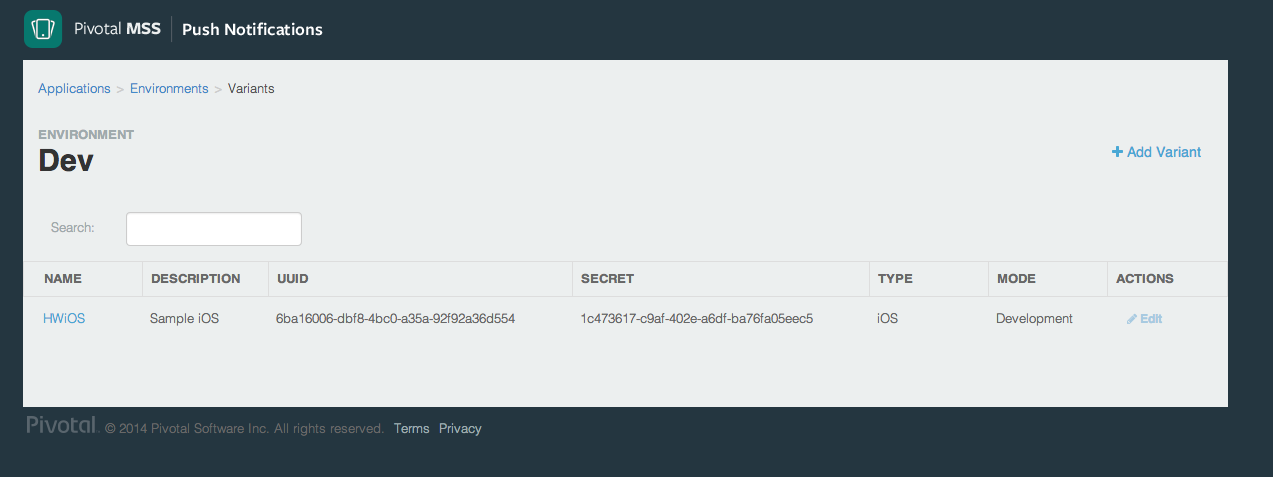 Pivotal MSS Push Notifications
Applications > Environments > Variants
ENVIRONMENT
Dev
Add Variant
Search:
NAME DESCRIPTION UUID SECRET TYPE MODE ACTIONS
HWiOS Sample iOS 6ba16006-dbf8-4bc0-a35a-92f92a36d554 1c473617-c9af-402e-a6df-ba76fa05eec5 iOS Development Edit
Pivotal © 2014 Pivotal Software Inc. All rights reserved. Terms Privacy